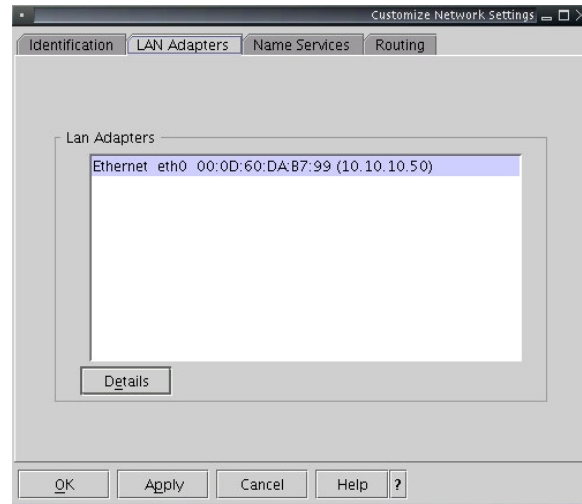 Customize Network Settings
Identification LAN Adapters Name Services Routing
Lan Adapters
Ethernet eth0 00:0D:60:DA:B7:99 (10.10.10.50)
Details
OK Apply Cancel Help ?